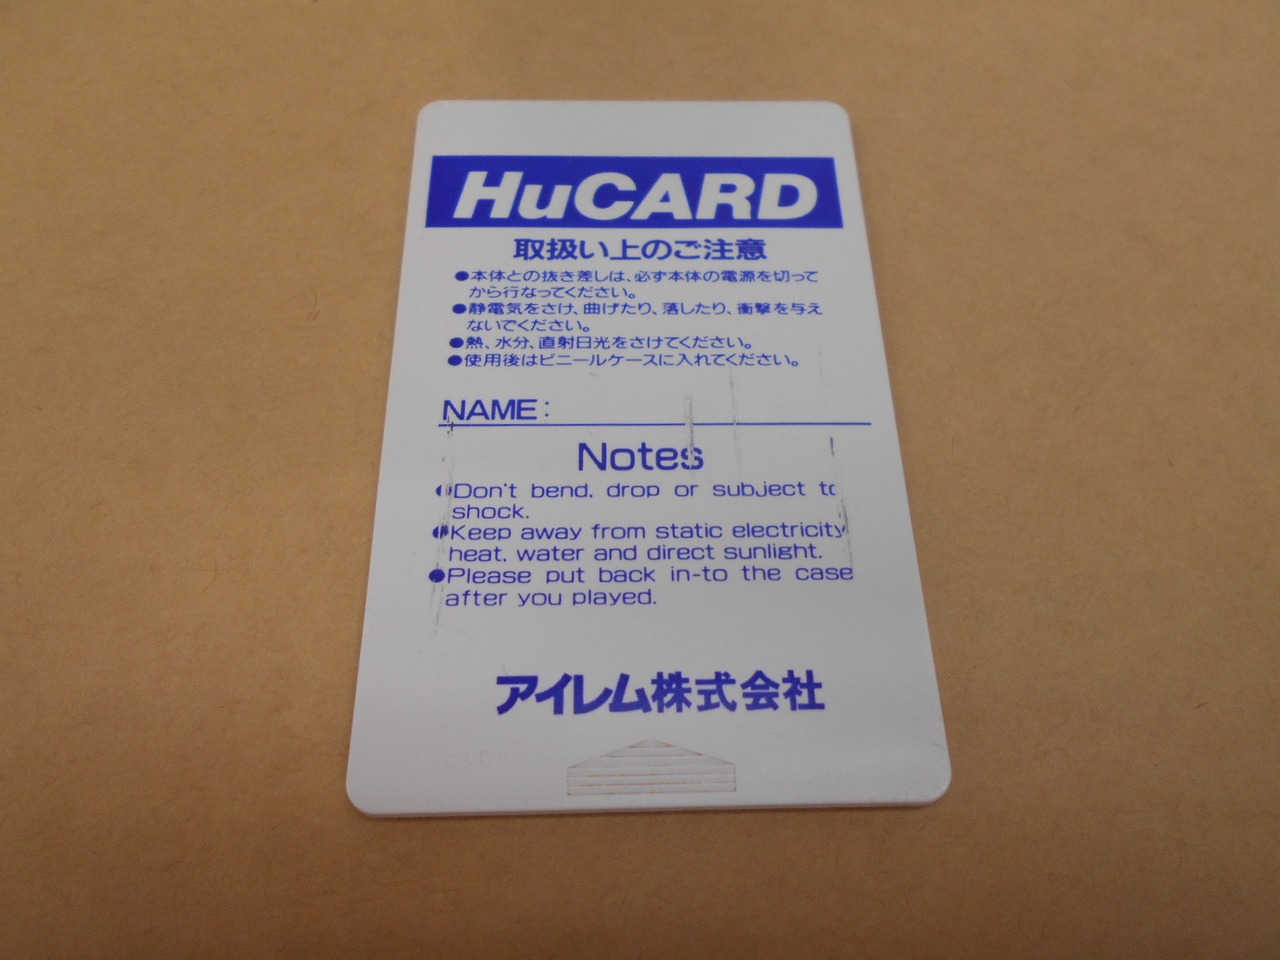 HuCARD
取扱い上のご注意
●本体との抜き差しは、必ず本体の電源を切って
から行なってください。
●静電気をさけ、曲げたり、落したり、衝撃を与え
ないでください。
●熱、水分、直射日光をさけてください。
●使用後はビニールケースに入れてください。
NAME:
Notes
●Don't bend, drop or subject to
shock.
●Keep away from static electricity
heat, water and direct sunlight.
●Please put back in-to the case
after you played.
アイレム株式会社